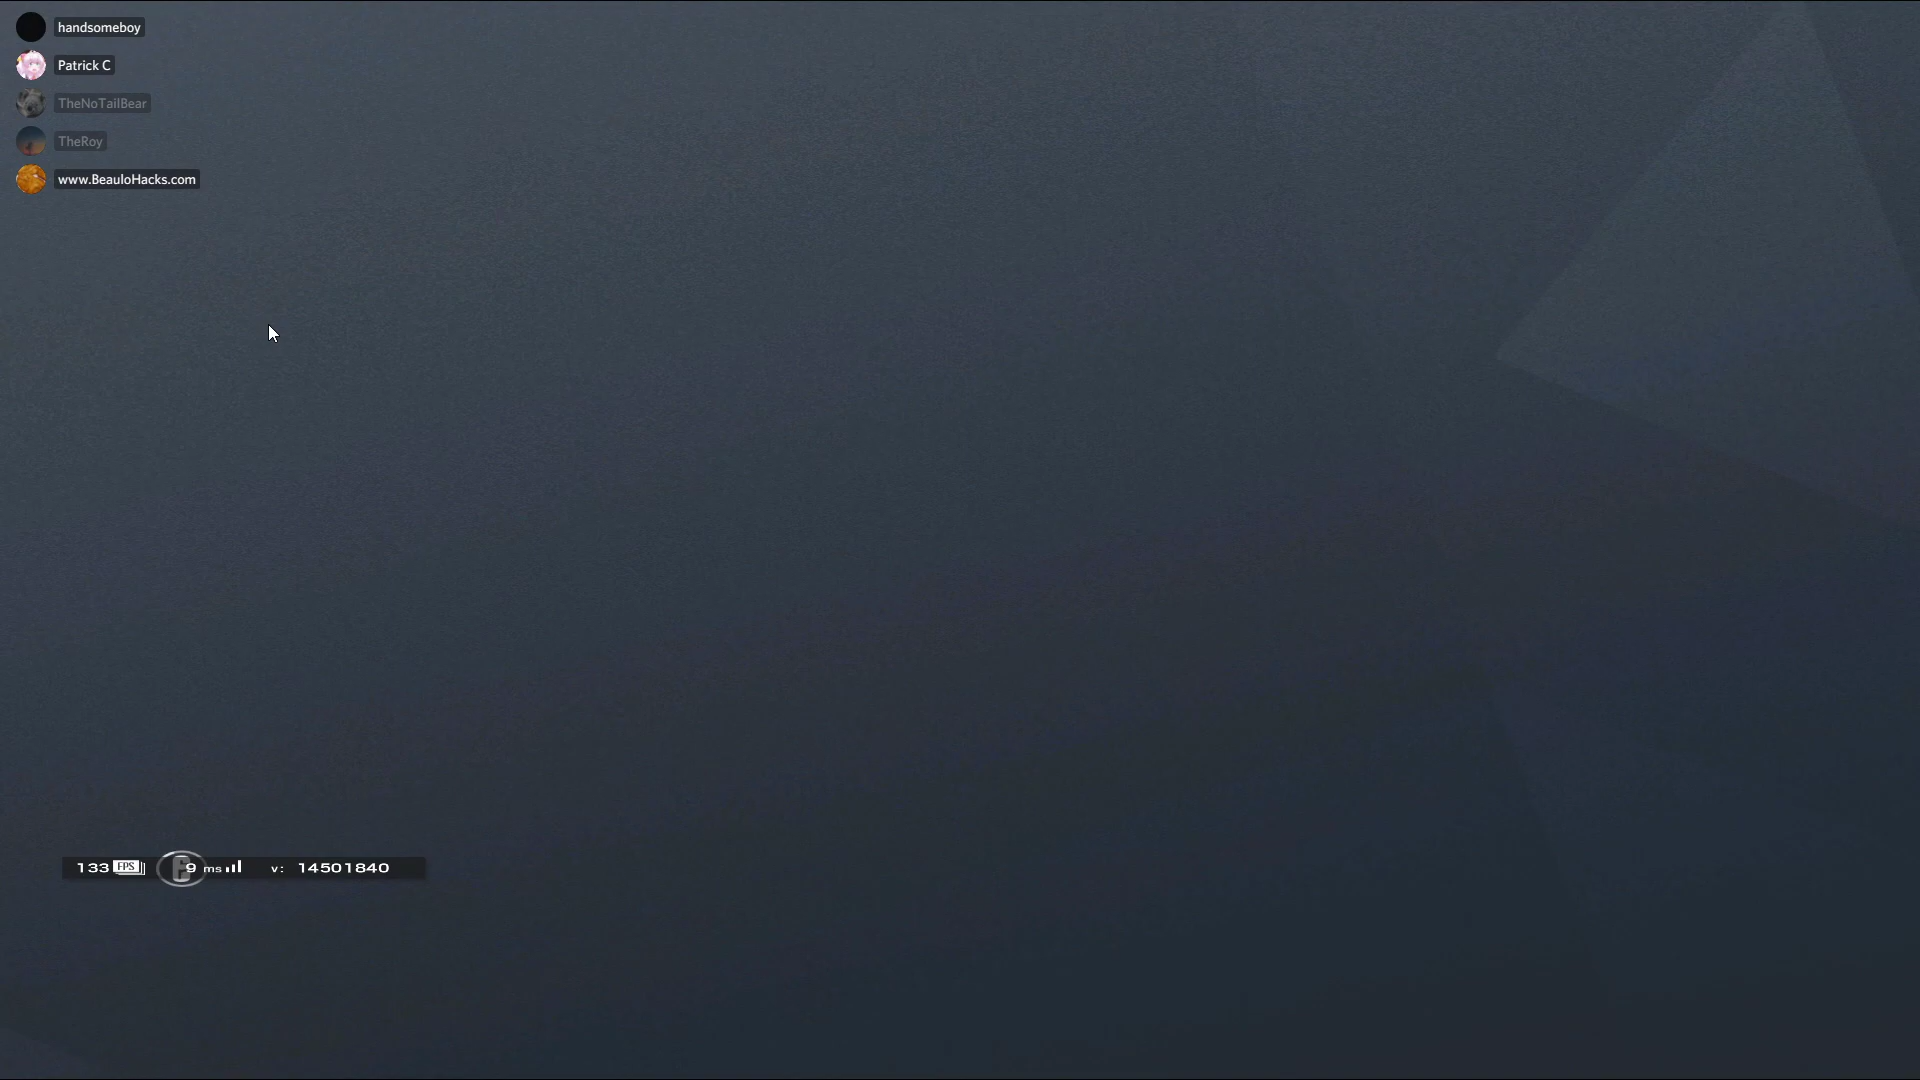 handsomeboy
Patrick C
TheNoTailBear
TheRoy
www.BeauloHacks.com
133 FPS 9 ms v: 14501840